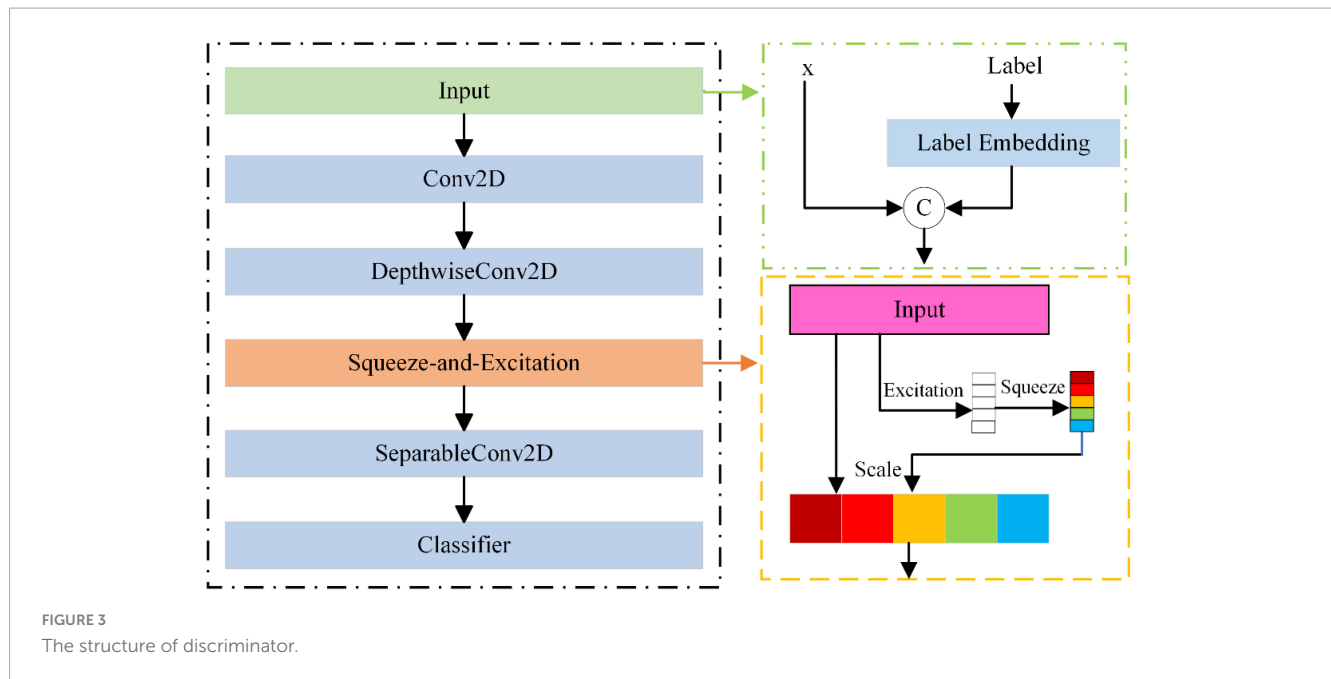 Input
Conv2D
DepthwiseConv2D
Squeeze-and-Excitation
SeparableConv2D
Classifier
x
Label
Label Embedding
C
Input
Excitation
Squeeze
Scale
FIGURE 3
The structure of discriminator.